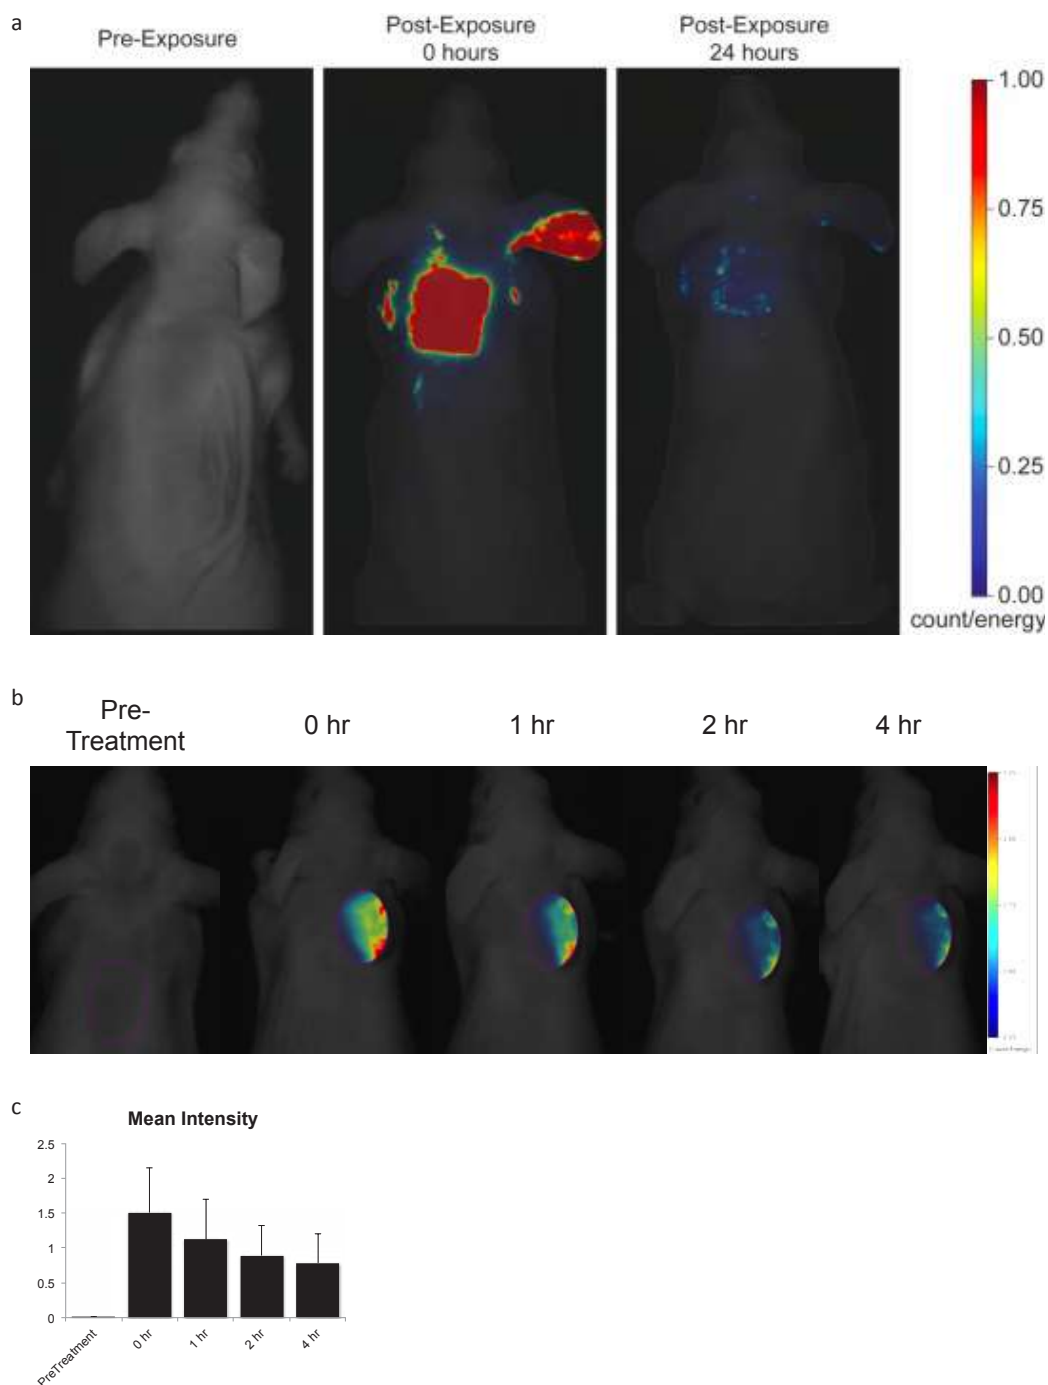 a
Pre-Exposure
Post-Exposure
0 hours
Post-Exposure
24 hours
1.00
0.75
0.50
0.25
0.00
count/energy
b
Pre-
Treatment
0 hr
1 hr
2 hr
4 hr
c
Mean Intensity
2.5
2
1.5
1
0.5
0
PreTreatment
0 hr
1 hr
2 hr
4 hr